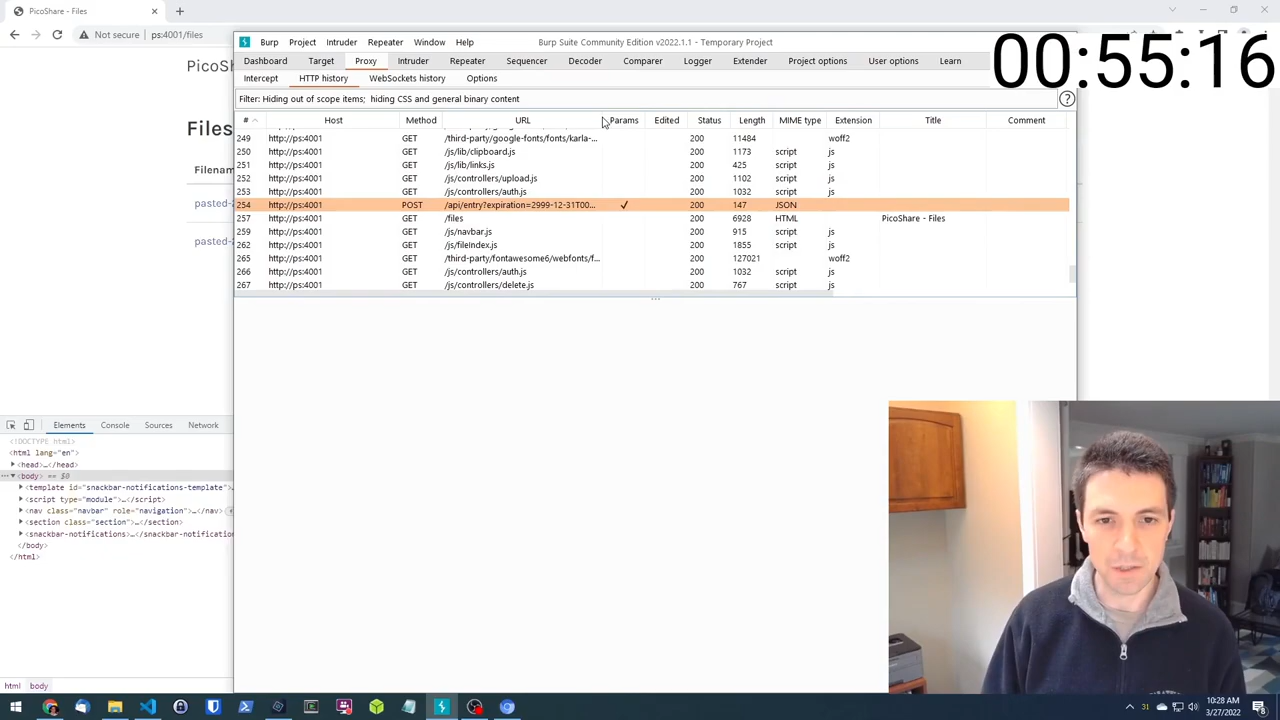 PicoShare - Files
Not secure
ps:4001/files
PicoSh
Files
Filenam
pasted-2
pasted-2
Burp Project Intruder Repeater Window Help
Burp Suite Community Edition v2022.1.1 - Temporary Project
00:55:16
Dashboard Target Proxy Intruder Repeater Sequencer Decoder Comparer Logger Extender Project options User options Learn
Intercept HTTP history WebSockets history Options
Filter: Hiding out of scope items; hiding CSS and general binary content
# Host Method URL Params Edited Status Length MIME type Extension Title Comment
249 http://ps:4001 GET /third-party/google-fonts/fonts/karla-... 200 11484 woff2
250 http://ps:4001 GET /js/lib/clipboard.js 200 1173 script js
251 http://ps:4001 GET /js/lib/links.js 200 425 script js
252 http://ps:4001 GET /js/controllers/upload.js 200 1102 script js
253 http://ps:4001 GET /js/controllers/auth.js 200 1032 script js
254 http://ps:4001 POST /api/entry?expiration=2999-12-31T00... ✓ 200 147 JSON
257 http://ps:4001 GET /files 200 6928 HTML PicoShare - Files
259 http://ps:4001 GET /js/navbar.js 200 915 script js
262 http://ps:4001 GET /js/fileIndex.js 200 1855 script js
265 http://ps:4001 GET /third-party/fontawesome6/webfonts/f... 200 127021 woff2
266 http://ps:4001 GET /js/controllers/auth.js 200 1032 script js
267 http://ps:4001 GET /js/controllers/delete.js 200 767 script js
Elements Console Sources Network
<!DOCTYPE html>
<html lang="en">
<head>…</head>
<body> == $0
<template id="snackbar-notifications-template">
<script type="module">…</script>
<nav class="navbar" role="navigation">…</nav>
<section class="section">…</section>
<snackbar-notifications>…</snackbar-notification
</body>
</html>
html body
31
10:28 AM
3/27/2022
8